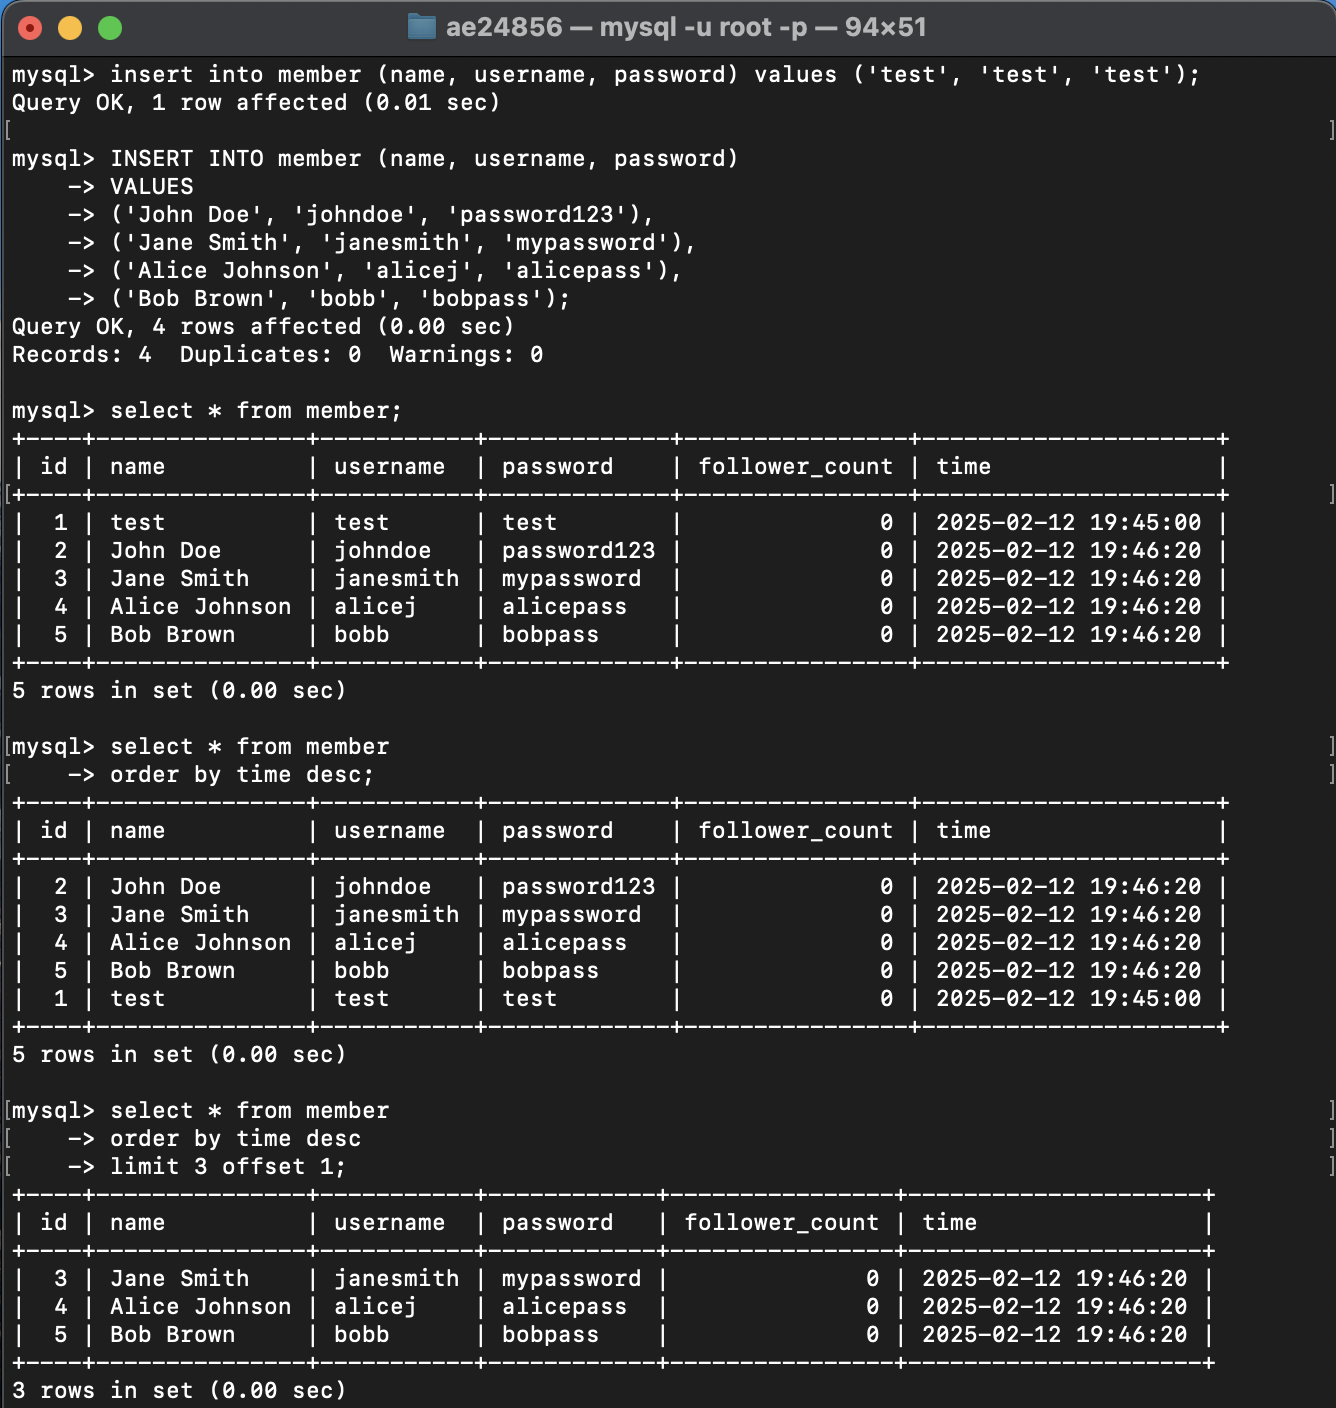 ae24856 — mysql -u root -p — 94×51
mysql> insert into member (name, username, password) values ('test', 'test', 'test');
Query OK, 1 row affected (0.01 sec)
[ ]
mysql> INSERT INTO member (name, username, password)
    -> VALUES
    -> ('John Doe', 'johndoe', 'password123'),
    -> ('Jane Smith', 'janesmith', 'mypassword'),
    -> ('Alice Johnson', 'alicej', 'alicepass'),
    -> ('Bob Brown', 'bobb', 'bobpass');
Query OK, 4 rows affected (0.00 sec)
Records: 4  Duplicates: 0  Warnings: 0
mysql> select * from member;
+----+---------------+-----------+-------------+----------------+---------------------+
| id | name          | username  | password    | follower_count | time                |
[+----+---------------+-----------+-------------+----------------+---------------------+ ]
|  1 | test          | test      | test        |              0 | 2025-02-12 19:45:00 |
|  2 | John Doe      | johndoe   | password123 |              0 | 2025-02-12 19:46:20 |
|  3 | Jane Smith    | janesmith | mypassword  |              0 | 2025-02-12 19:46:20 |
|  4 | Alice Johnson | alicej    | alicepass   |              0 | 2025-02-12 19:46:20 |
|  5 | Bob Brown     | bobb      | bobpass     |              0 | 2025-02-12 19:46:20 |
+----+---------------+-----------+-------------+----------------+---------------------+
5 rows in set (0.00 sec)
[mysql> select * from member ]
[    -> order by time desc; ]
+----+---------------+-----------+-------------+----------------+---------------------+
| id | name          | username  | password    | follower_count | time                |
+----+---------------+-----------+-------------+----------------+---------------------+
|  2 | John Doe      | johndoe   | password123 |              0 | 2025-02-12 19:46:20 |
|  3 | Jane Smith    | janesmith | mypassword  |              0 | 2025-02-12 19:46:20 |
|  4 | Alice Johnson | alicej    | alicepass   |              0 | 2025-02-12 19:46:20 |
|  5 | Bob Brown     | bobb      | bobpass     |              0 | 2025-02-12 19:46:20 |
|  1 | test          | test      | test        |              0 | 2025-02-12 19:45:00 |
+----+---------------+-----------+-------------+----------------+---------------------+
5 rows in set (0.00 sec)
[mysql> select * from member ]
[    -> order by time desc ]
[    -> limit 3 offset 1; ]
+----+---------------+-----------+------------+----------------+---------------------+
| id | name          | username  | password   | follower_count | time                |
+----+---------------+-----------+------------+----------------+---------------------+
|  3 | Jane Smith    | janesmith | mypassword |              0 | 2025-02-12 19:46:20 |
|  4 | Alice Johnson | alicej    | alicepass  |              0 | 2025-02-12 19:46:20 |
|  5 | Bob Brown     | bobb      | bobpass    |              0 | 2025-02-12 19:46:20 |
+----+---------------+-----------+------------+----------------+---------------------+
3 rows in set (0.00 sec)